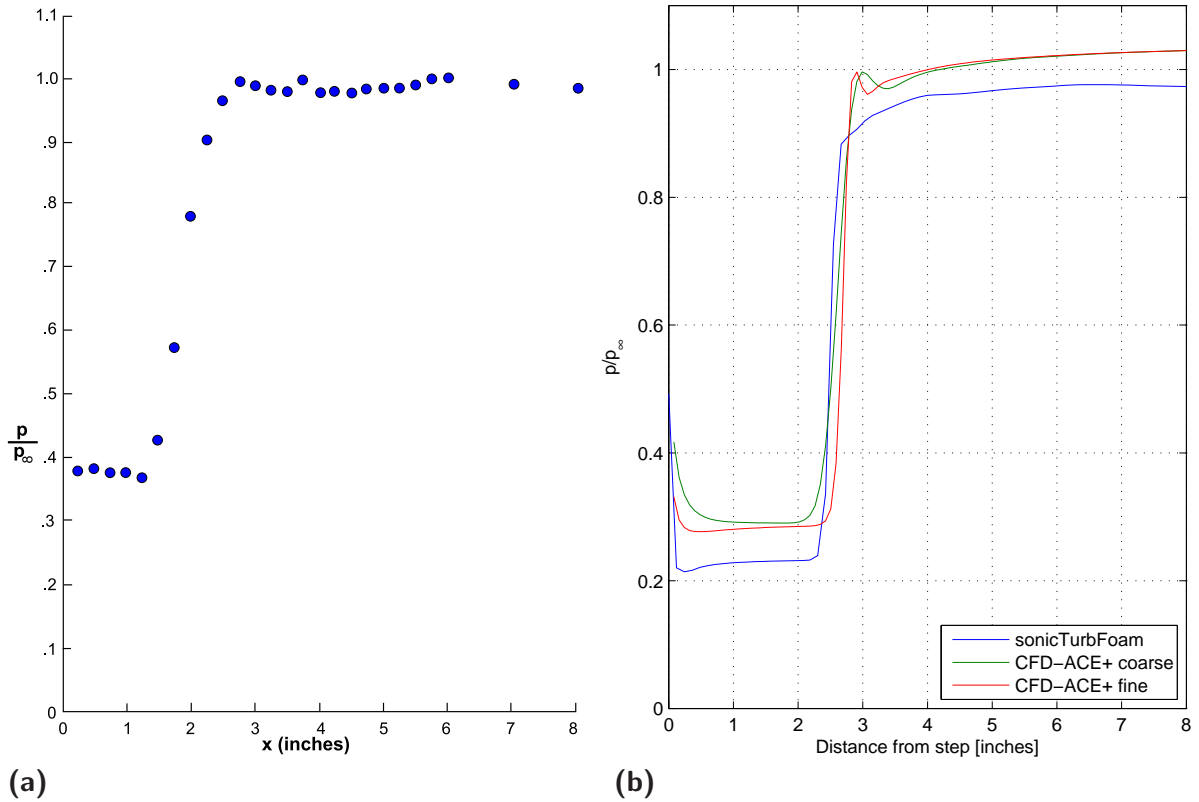 1.1
1.0
.9
.8
.7
.6
.5
.4
.3
.2
.1
0
p
p∞
0 1 2 3 4 5 6 7 8
x (inches)
(a)
1
0.8
0.6
0.4
0.2
0
p/p∞
0 1 2 3 4 5 6 7 8
Distance from step [inches]
sonicTurbFoam
CFD−ACE+ coarse
CFD−ACE+ fine
(b)